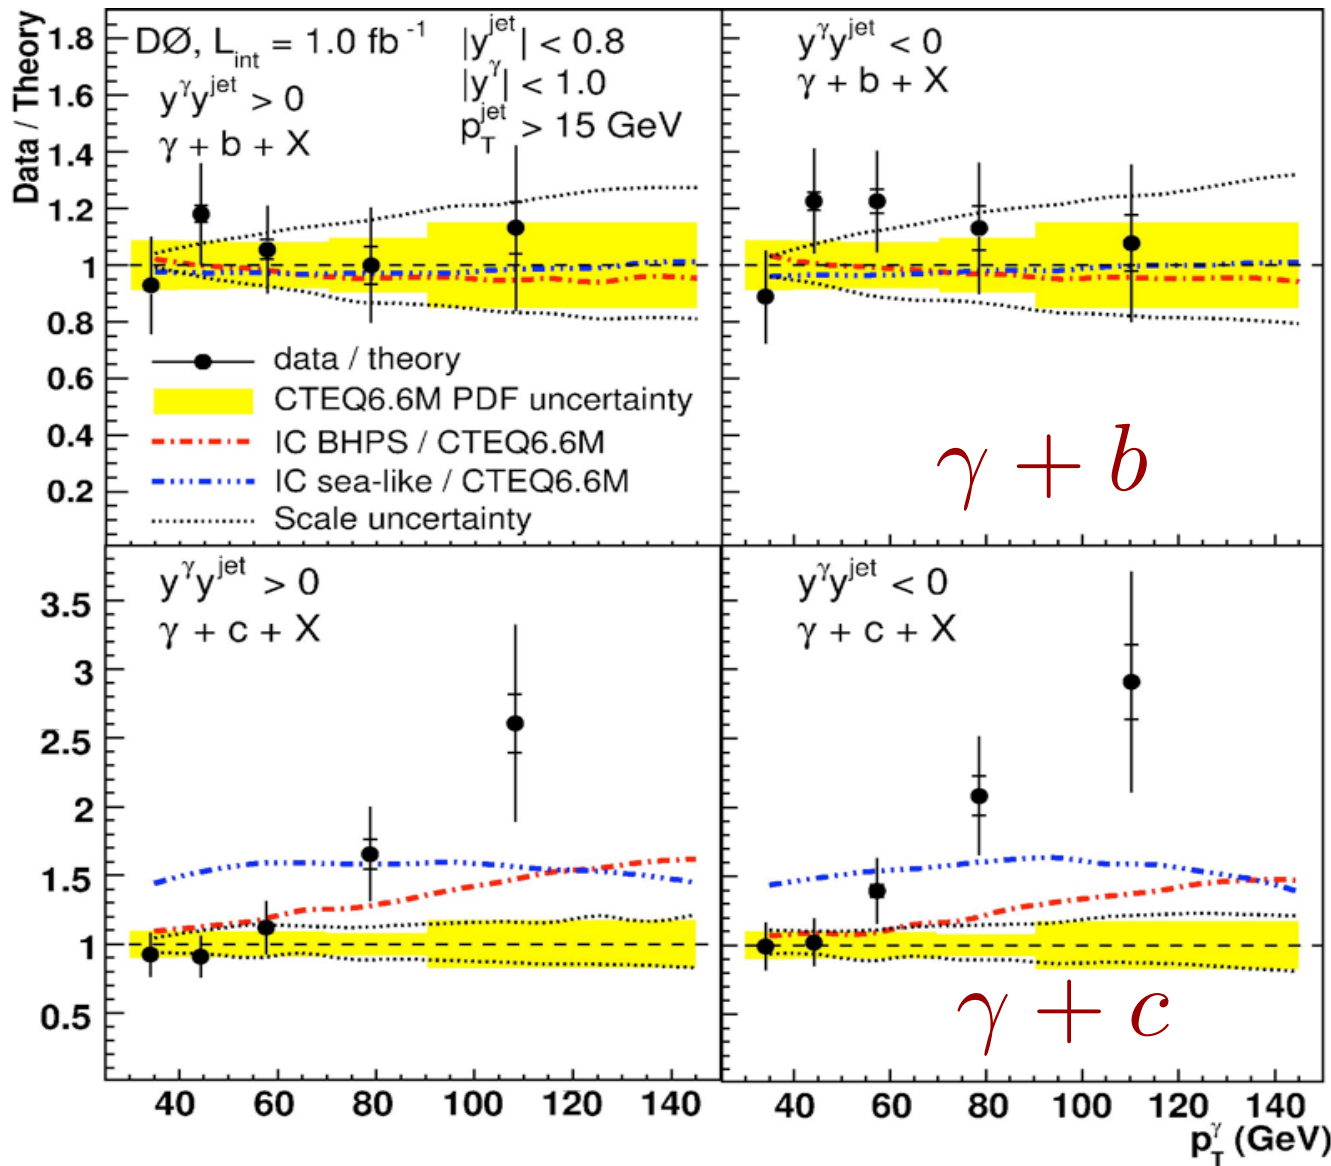 Data / Theory
1.8
1.6
1.4
1.2
1
0.8
0.6
0.4
0.2
DØ, L_int = 1.0 fb^-1
y^γ y^jet > 0
γ + b + X
|y^jet| < 0.8
|y^γ| < 1.0
p_T^jet > 15 GeV
data / theory
CTEQ6.6M PDF uncertainty
IC BHPS / CTEQ6.6M
IC sea-like / CTEQ6.6M
Scale uncertainty
y^γ y^jet < 0
γ + b + X
γ + b
3.5
3
2.5
2
1.5
1
0.5
y^γ y^jet > 0
γ + c + X
y^γ y^jet < 0
γ + c + X
γ + c
40 60 80 100 120 140
40 60 80 100 120 140
p_T^γ (GeV)